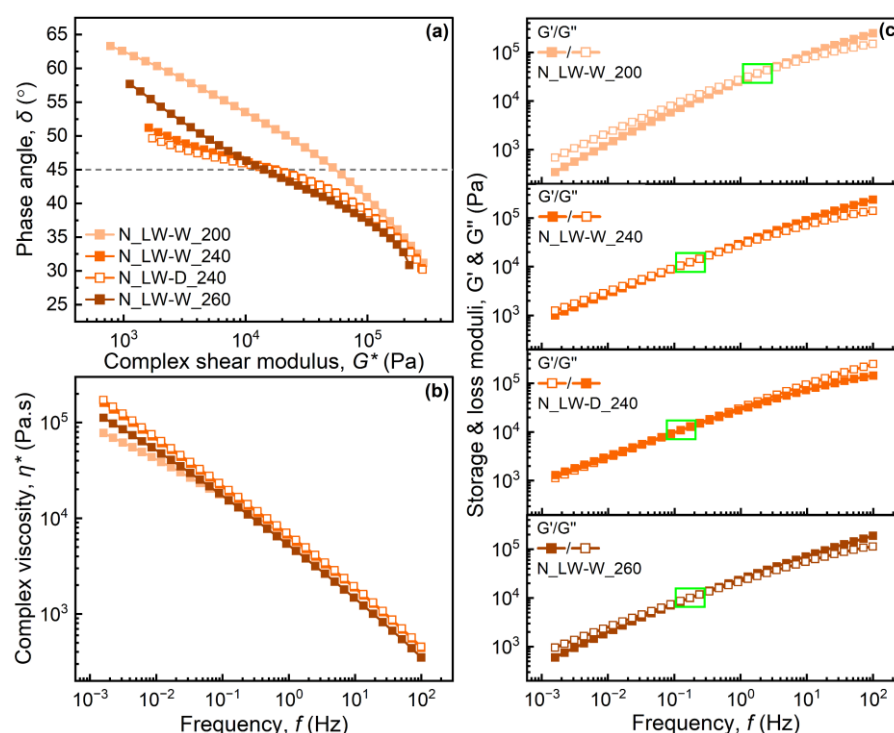 (a)
65
60
55
50
45
40
35
30
25
Phase angle, δ (°)
N_LW-W_200
N_LW-W_240
N_LW-D_240
N_LW-W_260
10³ 10⁴ 10⁵
Complex shear modulus, G* (Pa)
(b)
10⁵
10⁴
10³
Complex viscosity, η* (Pa.s)
10⁻³ 10⁻² 10⁻¹ 10⁰ 10¹ 10²
Frequency, f (Hz)
(c)
Storage & loss moduli, G' & G'' (Pa)
G'/G''
/
N_LW-W_200
10⁵
10⁴
10³
G'/G''
/
N_LW-W_240
10⁵
10⁴
10³
G'/G''
/
N_LW-D_240
10⁵
10⁴
10³
G'/G''
/
N_LW-W_260
10⁵
10⁴
10³
10⁻³ 10⁻² 10⁻¹ 10⁰ 10¹ 10²
Frequency, f (Hz)